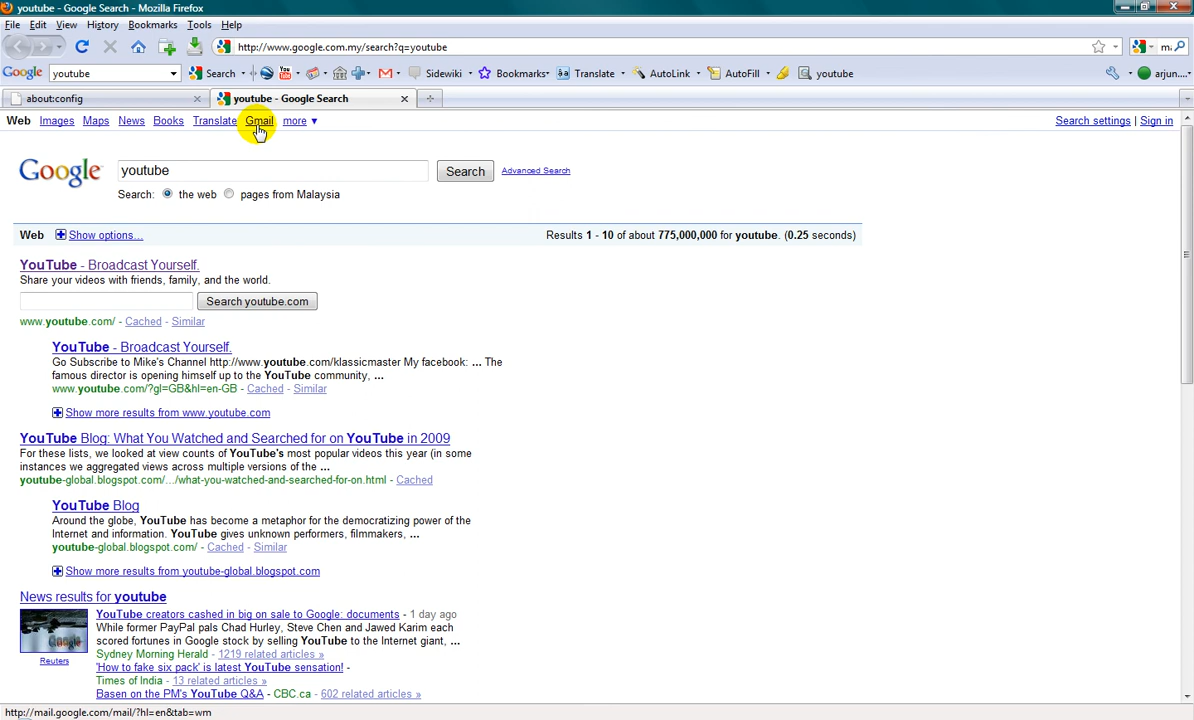 youtube - Google Search - Mozilla Firefox
File Edit View History Bookmarks Tools Help
http://www.google.com.my/search?q=youtube
Google youtube Search Sidewiki Bookmarks Translate AutoLink AutoFill youtube arjun....
about:config youtube - Google Search
Web Images Maps News Books Translate Gmail more ▼ Search settings | Sign in
Google youtube Search Advanced Search
Search: the web pages from Malaysia
Web Show options... Results 1 - 10 of about 775,000,000 for youtube. (0.25 seconds)
YouTube - Broadcast Yourself.
Share your videos with friends, family, and the world.
Search youtube.com
www.youtube.com/ - Cached - Similar
YouTube - Broadcast Yourself.
Go Subscribe to Mike's Channel http://www.youtube.com/klassicmaster My facebook: ... The
famous director is opening himself up to the YouTube community, ...
www.youtube.com/?gl=GB&hl=en-GB - Cached - Similar
Show more results from www.youtube.com
YouTube Blog: What You Watched and Searched for on YouTube in 2009
For these lists, we looked at view counts of YouTube's most popular videos this year (in some
instances we aggregated views across multiple versions of the ...
youtube-global.blogspot.com/.../what-you-watched-and-searched-for-on.html - Cached
YouTube Blog
Around the globe, YouTube has become a metaphor for the democratizing power of the
Internet and information. YouTube gives unknown performers, filmmakers, ...
youtube-global.blogspot.com/ - Cached - Similar
Show more results from youtube-global.blogspot.com
News results for youtube
YouTube creators cashed in big on sale to Google: documents - 1 day ago
While former PayPal pals Chad Hurley, Steve Chen and Jawed Karim each
scored fortunes in Google stock by selling YouTube to the Internet giant, ...
Sydney Morning Herald - 1219 related articles »
Reuters
'How to fake six pack' is latest YouTube sensation! -
Times of India - 13 related articles »
Basen on the PM's YouTube Q&A - CBC.ca - 602 related articles »
http://mail.google.com/mail/?hl=en&tab=wm